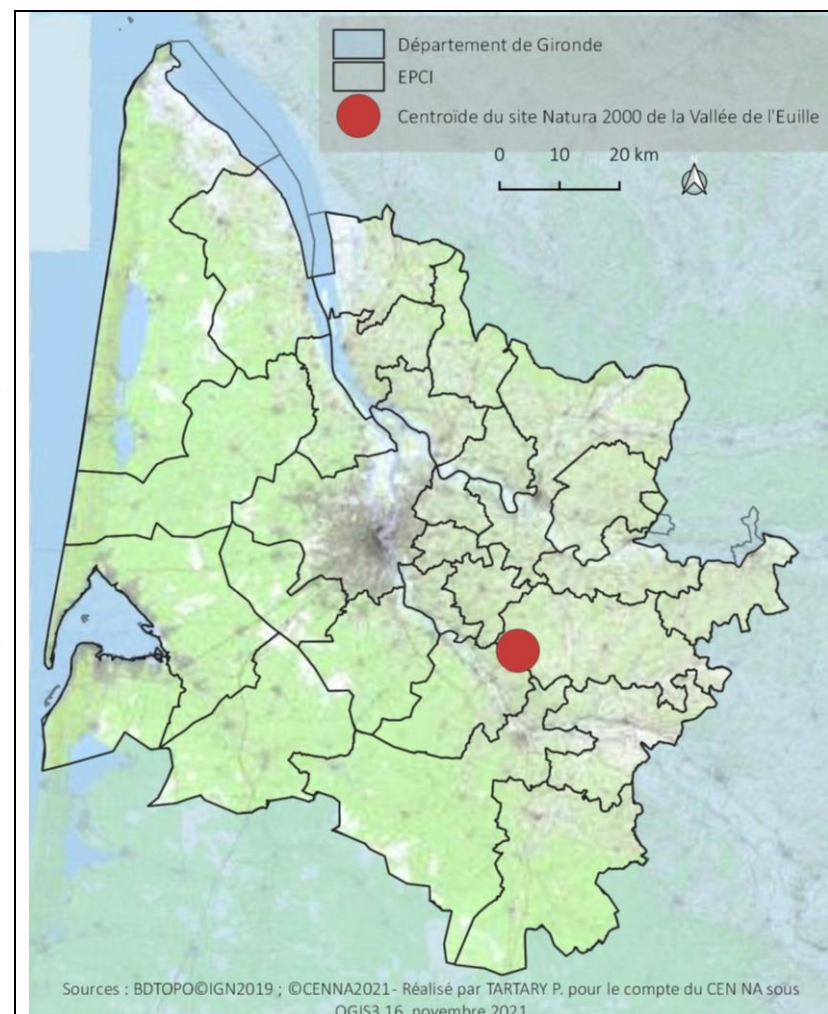 Département de Gironde
EPCI
Centroïde du site Natura 2000 de la Vallée de l'Euille
0 10 20 km
Sources : BDTOPO©IGN2019 ; ©CENNA2021- Réalisé par TARTARY P. pour le compte du CEN NA sous
QGIS3.16, novembre 2021